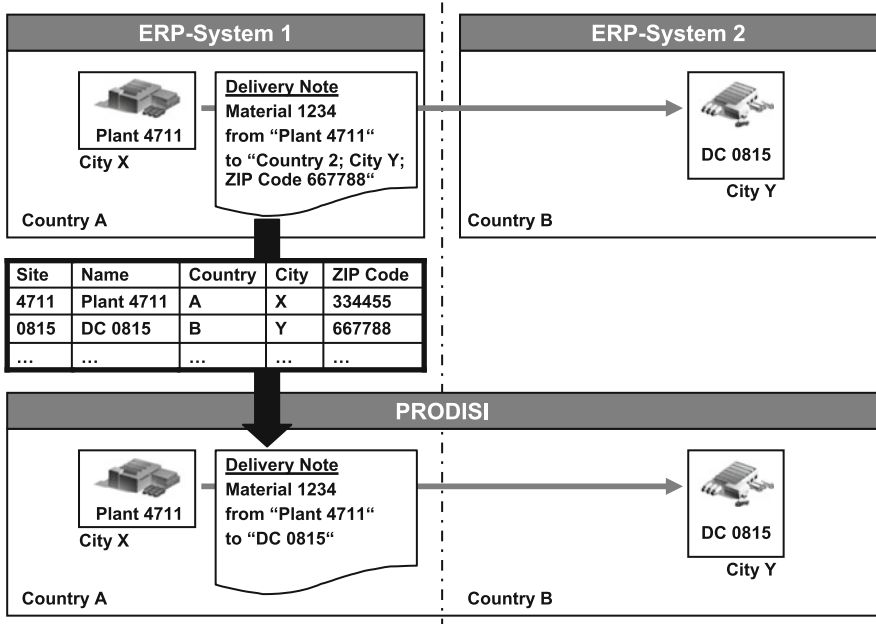 ERP-System 1
ERP-System 2
Plant 4711
City X
Delivery Note
Material 1234
from “Plant 4711“
to “Country 2; City Y;
ZIP Code 667788“
Country A
DC 0815
City Y
Country B
Site Name Country City ZIP Code
4711 Plant 4711 A X 334455
0815 DC 0815 B Y 667788
... ... ... ... ...
PRODISI
Plant 4711
City X
Delivery Note
Material 1234
from “Plant 4711“
to “DC 0815“
Country A
DC 0815
City Y
Country B